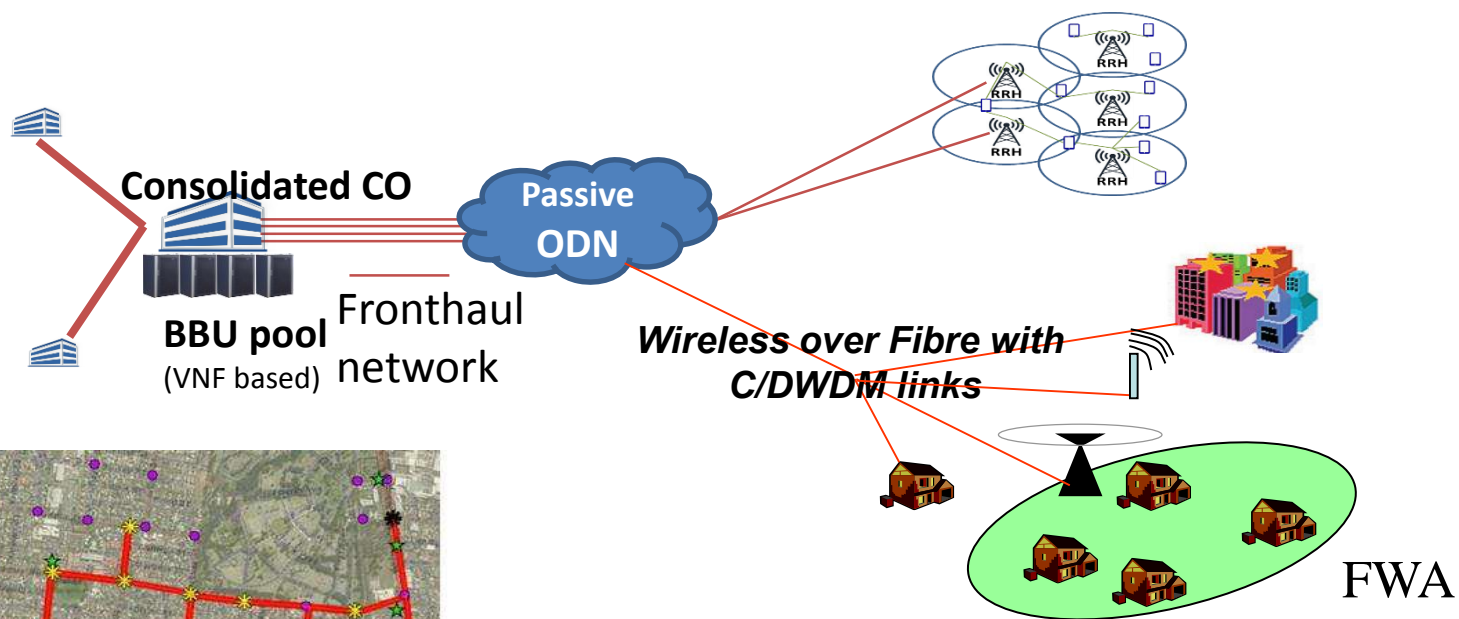 RRH
RRH
RRH
RRH
RRH
Consolidated CO
Passive
ODN
BBU pool
(VNF based)
Fronthaul
network
Wireless over Fibre with
C/DWDM links
FWA